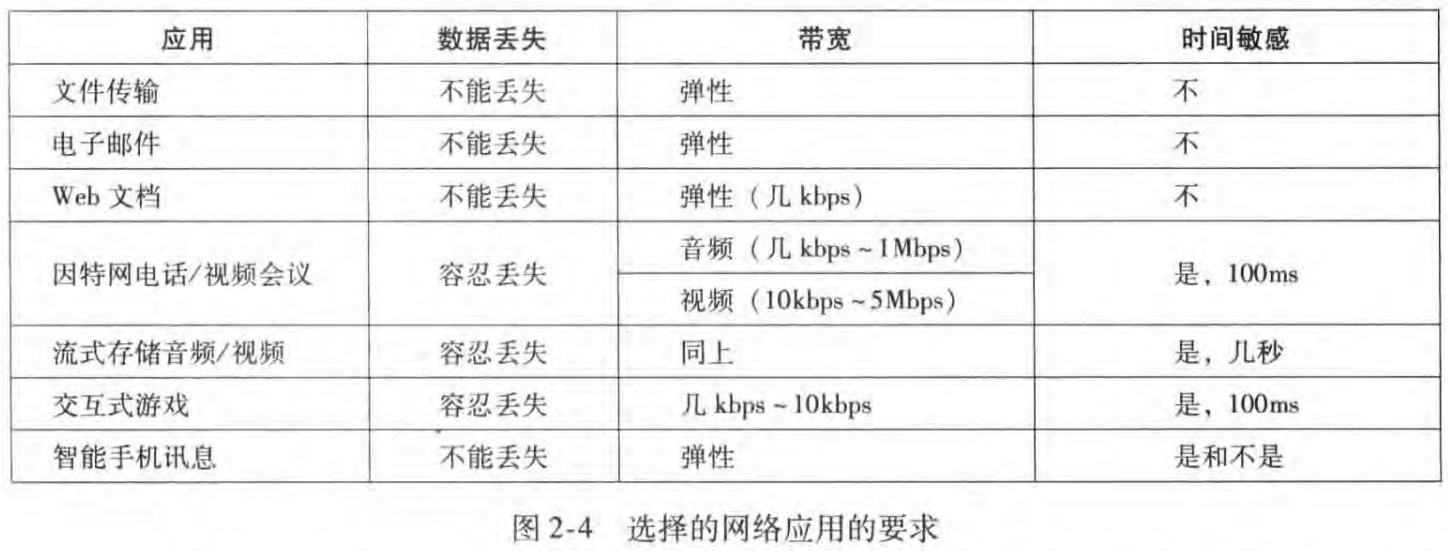 应用 数据丢失 带宽 时间敏感
文件传输 不能丢失 弹性 不
电子邮件 不能丢失 弹性 不
Web 文档 不能丢失 弹性（几 kbps） 不
因特网电话/视频会议 容忍丢失 音频（几 kbps ~ 1Mbps） 是，100ms
视频（10kbps ~ 5Mbps）
流式存储音频/视频 容忍丢失 同上 是，几秒
交互式游戏 容忍丢失 几 kbps ~ 10kbps 是，100ms
智能手机讯息 不能丢失 弹性 是和不是
图 2-4 选择的网络应用的要求